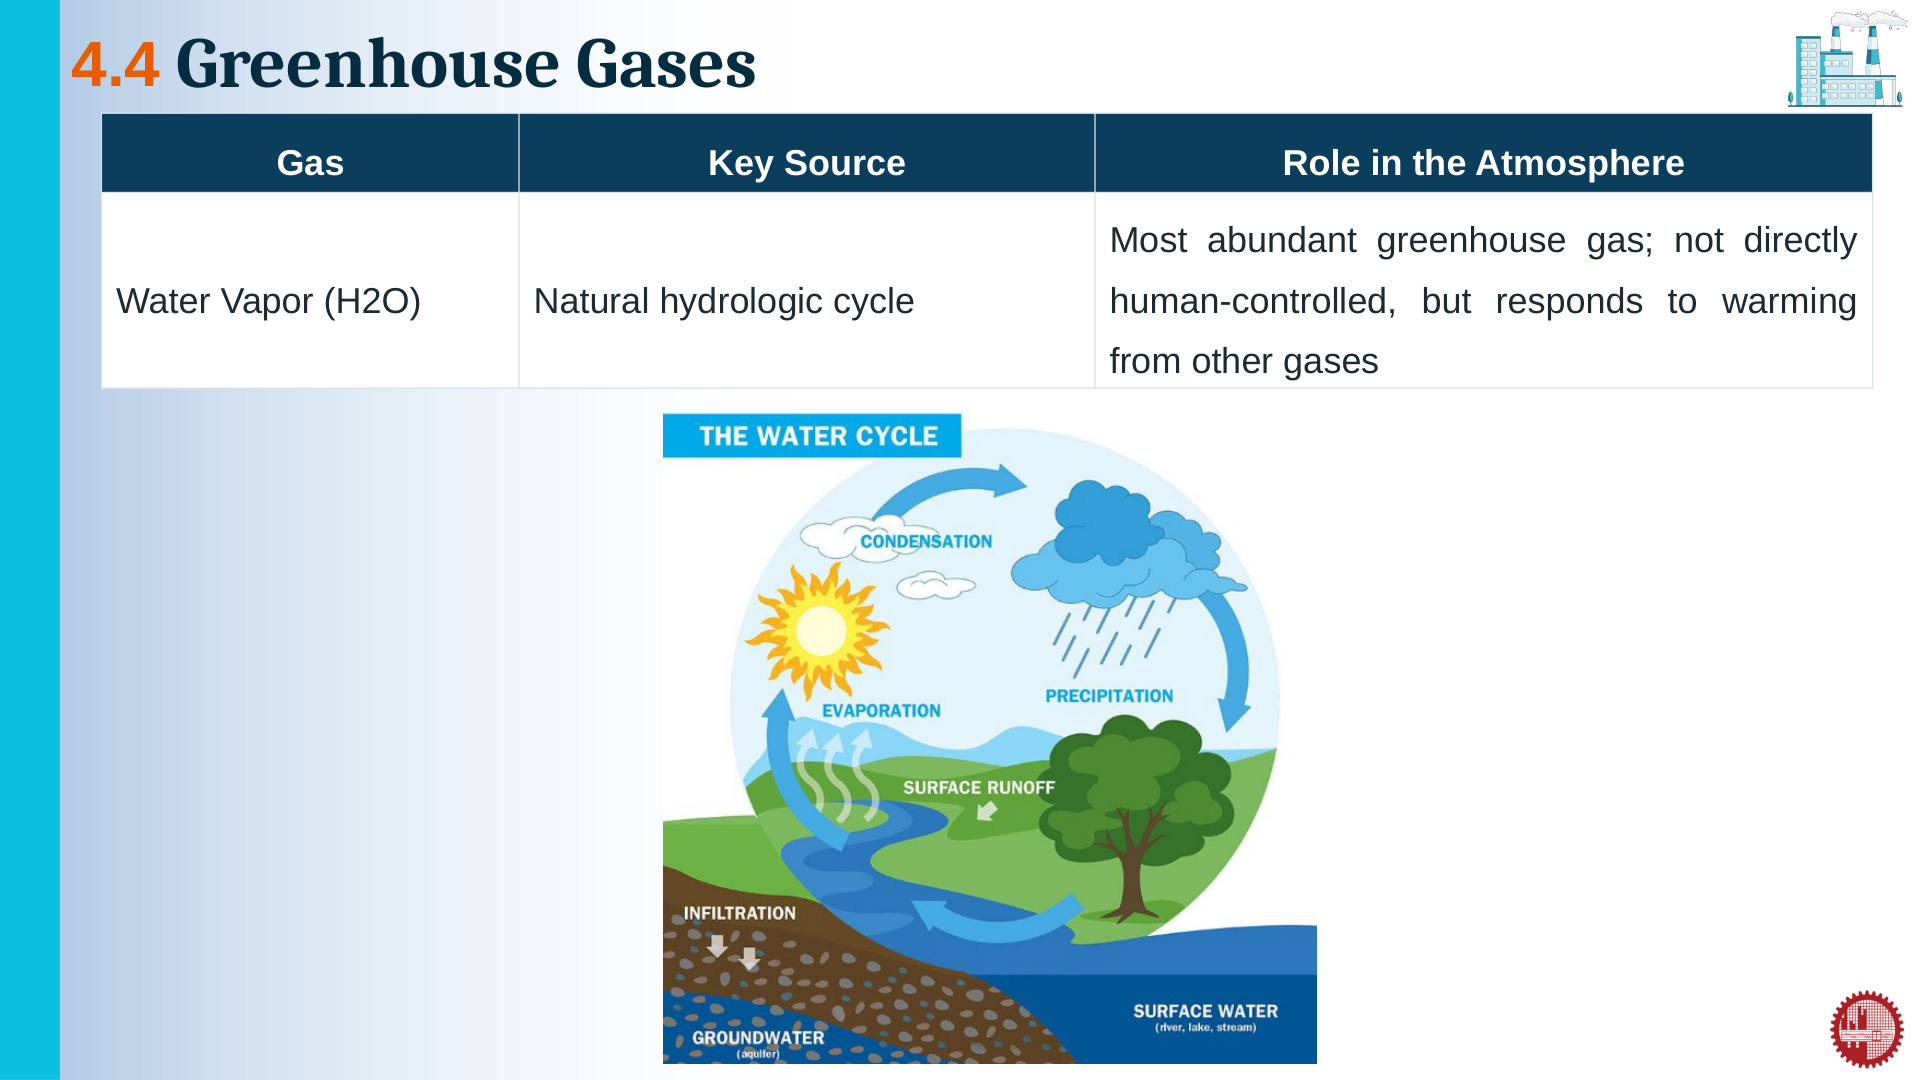 4.4 Greenhouse Gases
Gas
Key Source
Role in the Atmosphere
Water Vapor (H2O)
Natural hydrologic cycle
Most abundant greenhouse gas; not directly
human-controlled, but responds to warming
from other gases
THE WATER CYCLE
CONDENSATION
PRECIPITATION
EVAPORATION
SURFACE RUNOFF
INFILTRATION
SURFACE WATER
(river, lake, stream)
GROUNDWATER
(aquifer)